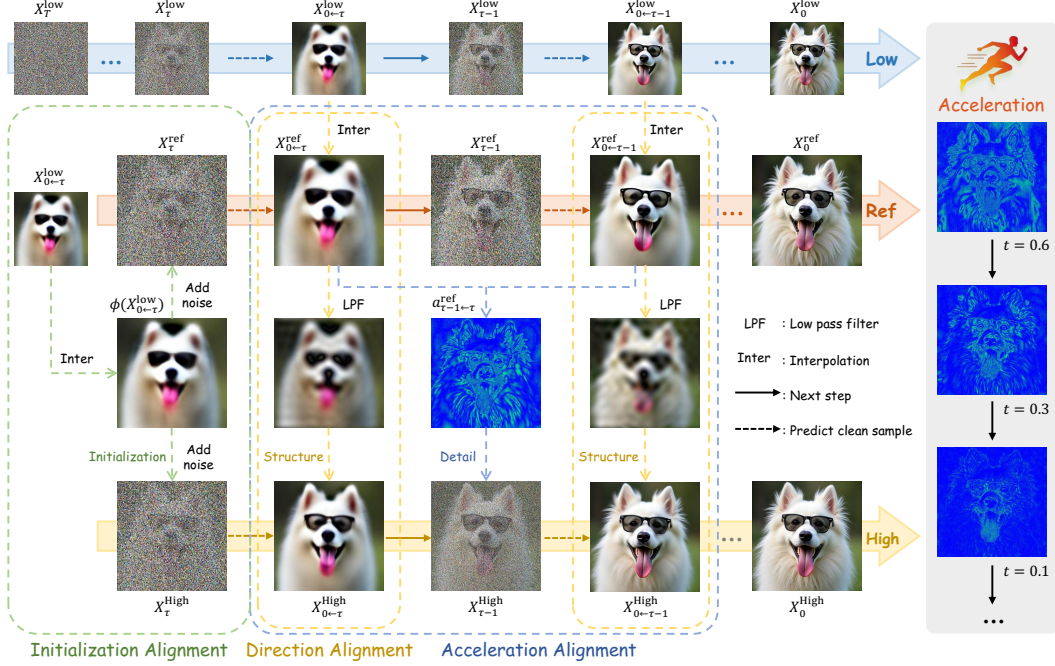 X_T^low
X_τ^low
X_{0←τ}^low
X_{τ−1}^low
X_{0←τ−1}^low
X_0^low
...
...
Low
Acceleration
Inter
Inter
X_{0←τ}^low
X_τ^ref
X_{0←τ}^ref
X_{τ−1}^ref
X_{0←τ−1}^ref
X_0^ref
...
Ref
t = 0.6
ϕ(X_{0←τ}^low)
Add
noise
LPF
a_{τ−1←τ}^ref
LPF
Inter
LPF : Low pass filter
Inter : Interpolation
: Next step
: Predict clean sample
t = 0.3
Initialization
Add
noise
Structure
Detail
Structure
...
High
t = 0.1
...
X_τ^High
X_{0←τ}^High
X_{τ−1}^High
X_{0←τ−1}^High
X_0^High
Initialization Alignment
Direction Alignment
Acceleration Alignment